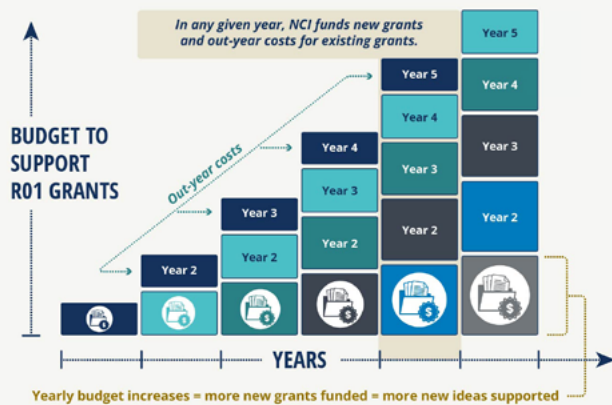 In any given year, NCI funds new grants
and out-year costs for existing grants.
BUDGET TO
SUPPORT
R01 GRANTS
Out-year costs
Year 2
Year 3
Year 2
Year 4
Year 3
Year 2
Year 5
Year 4
Year 3
Year 2
Year 5
Year 4
Year 3
Year 2
$
$
$
$
$
$
YEARS
Yearly budget increases = more new grants funded = more new ideas supported